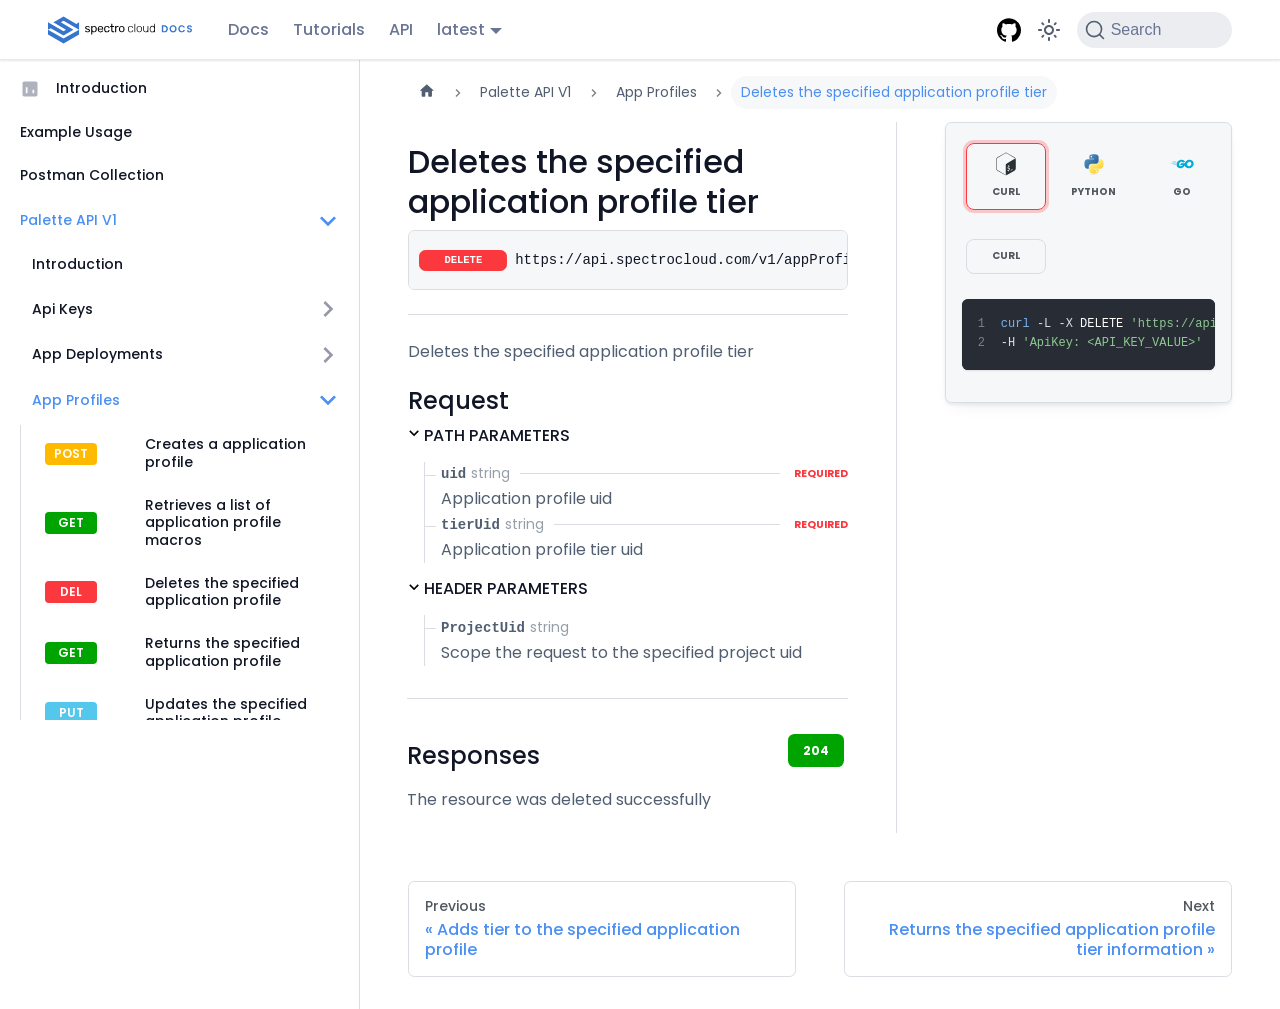 spectro cloud DOCS
Docs
Tutorials
API
latest
Search
Introduction
Example Usage
Postman Collection
Palette API V1
Introduction
Api Keys
App Deployments
App Profiles
POST
Creates a application
profile
GET
Retrieves a list of
application profile
macros
DEL
Deletes the specified
application profile
GET
Returns the specified
application profile
PUT
Updates the specified
application profile
Palette API V1
App Profiles
Deletes the specified application profile tier
Deletes the specified
application profile tier
DELETE https://api.spectrocloud.com/v1/appProfi
Deletes the specified application profile tier
Request
PATH PARAMETERS
uid string REQUIRED
Application profile uid
tierUid string REQUIRED
Application profile tier uid
HEADER PARAMETERS
ProjectUid string
Scope the request to the specified project uid
Responses
204
The resource was deleted successfully
CURL
PYTHON
GO
CURL
1 curl -L -X DELETE 'https://api
2 -H 'ApiKey: <API_KEY_VALUE>'
Previous
« Adds tier to the specified application
profile
Next
Returns the specified application profile
tier information »